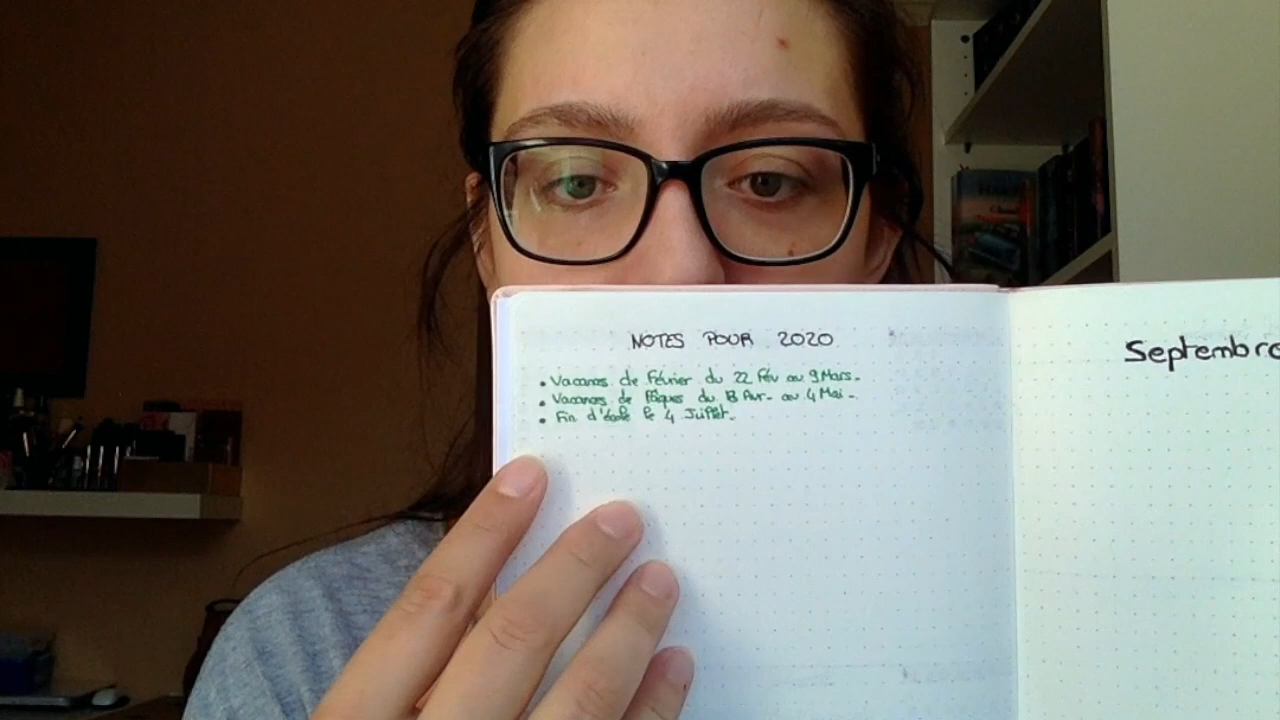 NOTES POUR 2020
• Vacances de Février du 22 Fév au 9 Mars.
• Vacances de Pâques du 18 Avr. au 4 Mai.
• Fin d'école le 4 Juillet.
Septembre